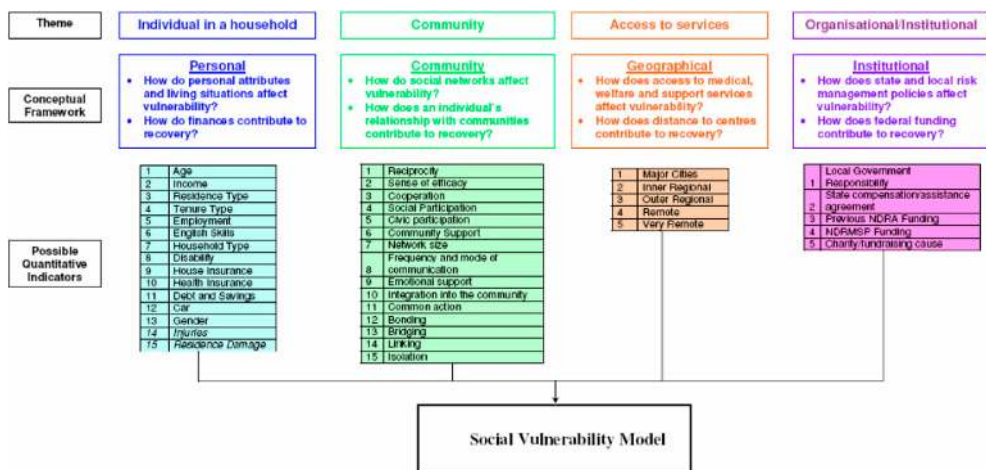 Theme
Individual in a household
Community
Access to services
Organisational/Institutional
Conceptual
Framework
Personal
• How do personal attributes
and living situations affect
vulnerability?
• How do finances contribute to
recovery?
Community
• How do social networks affect
vulnerability?
• How does an individual's
relationship with communities
contribute to recovery?
Geographical
• How does access to medical,
welfare and support services
affect vulnerability?
• How does distance to centres
contribute to recovery?
Institutional
• How does state and local risk
management policies affect
vulnerability?
• How does federal funding
contribute to recovery?
Possible
Quantitative
Indicators
1 Age
2 Income
3 Residence Type
4 Tenure Type
5 Employment
6 English Skills
7 Household Type
8 Disability
9 House Insurance
10 Health Insurance
11 Debt and Savings
12 Car
13 Gender
14 Injuries
15 Residence Damage
1 Reciprocity
2 Sense of efficacy
3 Cooperation
4 Social Participation
5 Civic participation
6 Community Support
7 Network size
Frequency and mode of
8 communication
9 Emotional support
10 Integration into the community
11 Common action
12 Bonding
13 Bridging
14 Linking
15 Isolation
1 Major Cities
2 Inner Regional
3 Outer Regional
4 Remote
5 Very Remote
Local Government
1 Responsibility
State compensation/assistance
2 agreement
3 Previous NDRA Funding
4 NDRMSP Funding
5 Charity/fundraising cause
Social Vulnerability Model